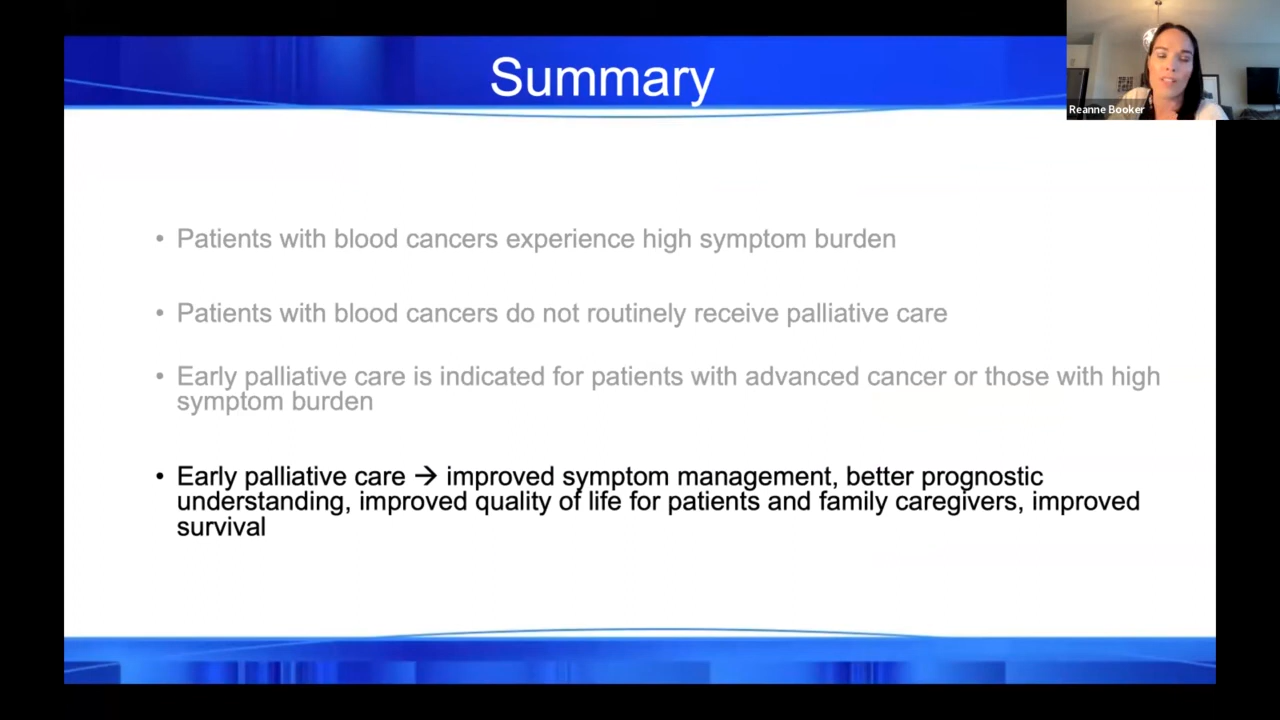 Summary
Reanne Booker
• Patients with blood cancers experience high symptom burden
• Patients with blood cancers do not routinely receive palliative care
• Early palliative care is indicated for patients with advanced cancer or those with high
symptom burden
• Early palliative care → improved symptom management, better prognostic
understanding, improved quality of life for patients and family caregivers, improved
survival